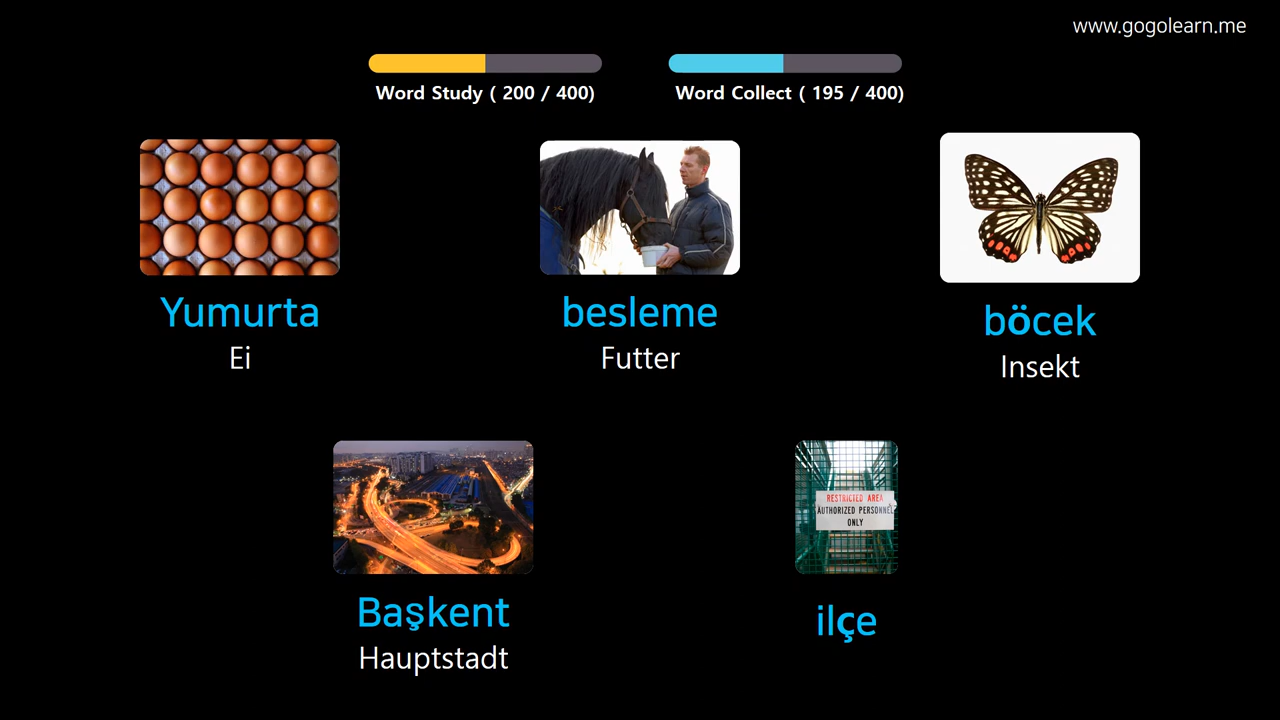 www.gogolearn.me
Word Study ( 200 / 400)
Word Collect ( 195 / 400)
Yumurta
Ei
besleme
Futter
böcek
Insekt
Başkent
Hauptstadt
RESTRICTED AREA
AUTHORIZED PERSONNEL
ONLY
ilçe